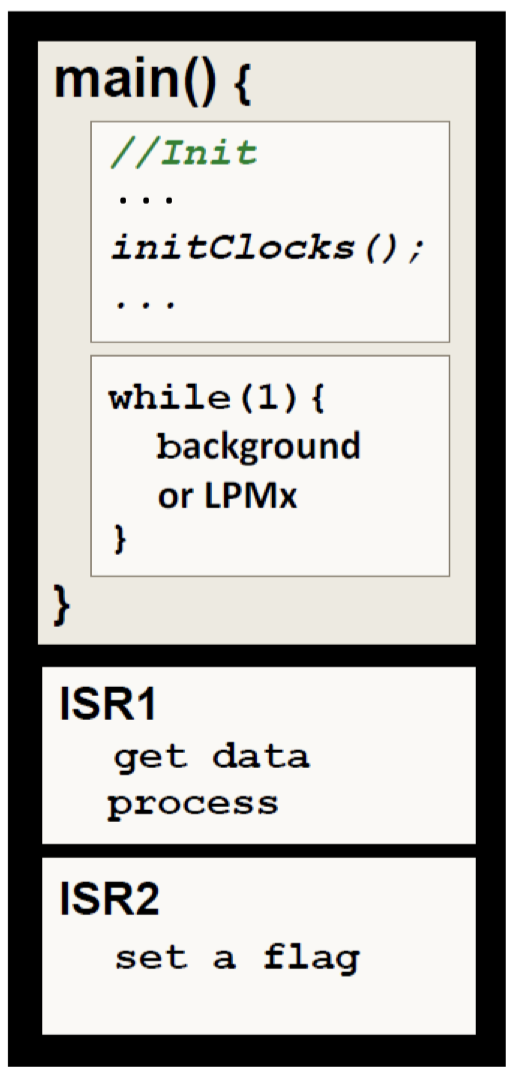 main() {
//Init
...
initClocks();
...
while(1){
background
or LPMx
}
}
ISR1
get data
process
ISR2
set a flag